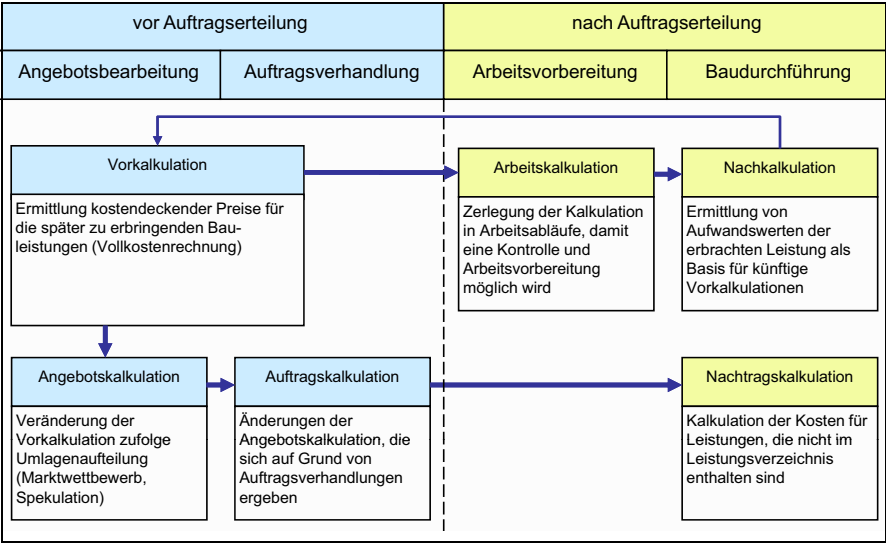 vor Auftragserteilung
nach Auftragserteilung
Angebotsbearbeitung
Auftragsverhandlung
Arbeitsvorbereitung
Baudurchführung
Vorkalkulation
Ermittlung kostendeckender Preise für
die später zu erbringenden Bau-
leistungen (Vollkostenrechnung)
Arbeitskalkulation
Zerlegung der Kalkulation
in Arbeitsabläufe, damit
eine Kontrolle und
Arbeitsvorbereitung
möglich wird
Nachkalkulation
Ermittlung von
Aufwandswerten der
erbrachten Leistung als
Basis für künftige
Vorkalkulationen
Angebotskalkulation
Veränderung der
Vorkalkulation zufolge
Umlagenaufteilung
(Marktwettbewerb,
Spekulation)
Auftragskalkulation
Änderungen der
Angebotskalkulation, die
sich auf Grund von
Auftragsverhandlungen
ergeben
Nachtragskalkulation
Kalkulation der Kosten für
Leistungen, die nicht im
Leistungsverzeichnis
enthalten sind